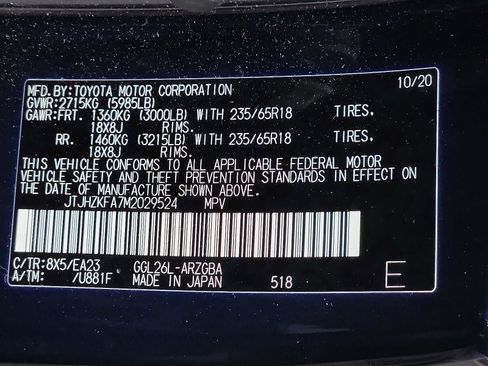 MFD.BY:TOYOTA MOTOR CORPORATION 10/20
GVWR:2715KG (5985LB)
GAWR:FRT. 1360KG (3000LB) WITH 235/65R18 TIRES.
18X8J RIMS.
RR. 1460KG (3215LB) WITH 235/65R18 TIRES.
18X8J RIMS.
THIS VEHICLE CONFORMS TO ALL APPLICABLE FEDERAL MOTOR
VEHICLE SAFETY AND THEFT PREVENTION STANDARDS IN EFFECT ON
THE DATE OF MANUFACTURE SHOWN ABOVE.
JTJHZKFA7M2029524 MPV
C/TR:8X5/EA23 GGL26L-ARZGBA
A/TM: /U881F MADE IN JAPAN 518 E